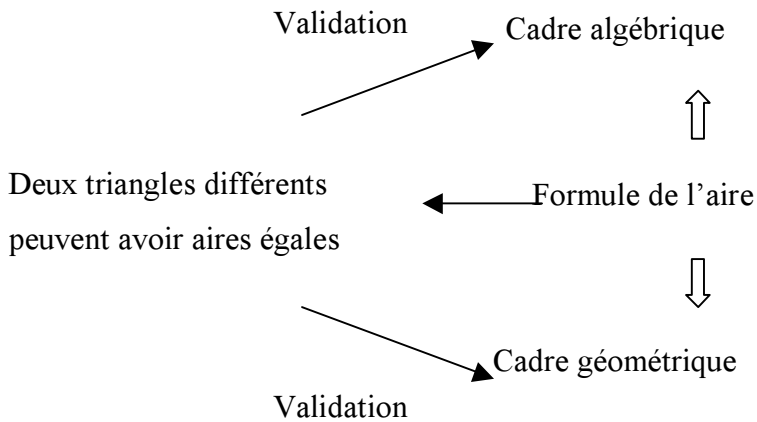 Validation
Cadre algébrique
Deux triangles différents
peuvent avoir aires égales
Formule de l’aire
Cadre géométrique
Validation